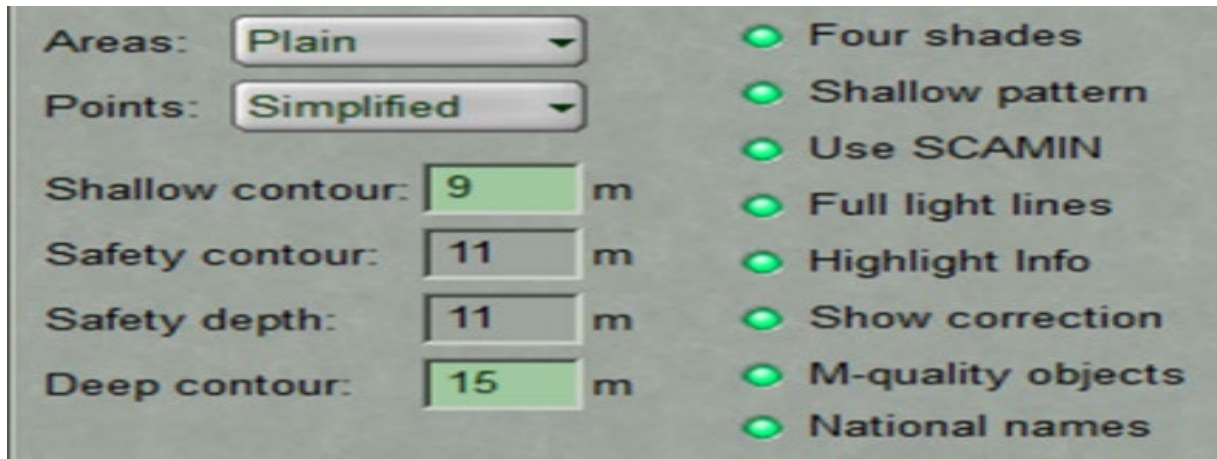 Areas: Plain
Points: Simplified
Shallow contour: 9 m
Safety contour: 11 m
Safety depth: 11 m
Deep contour: 15 m
Four shades
Shallow pattern
Use SCAMIN
Full light lines
Highlight Info
Show correction
M-quality objects
National names